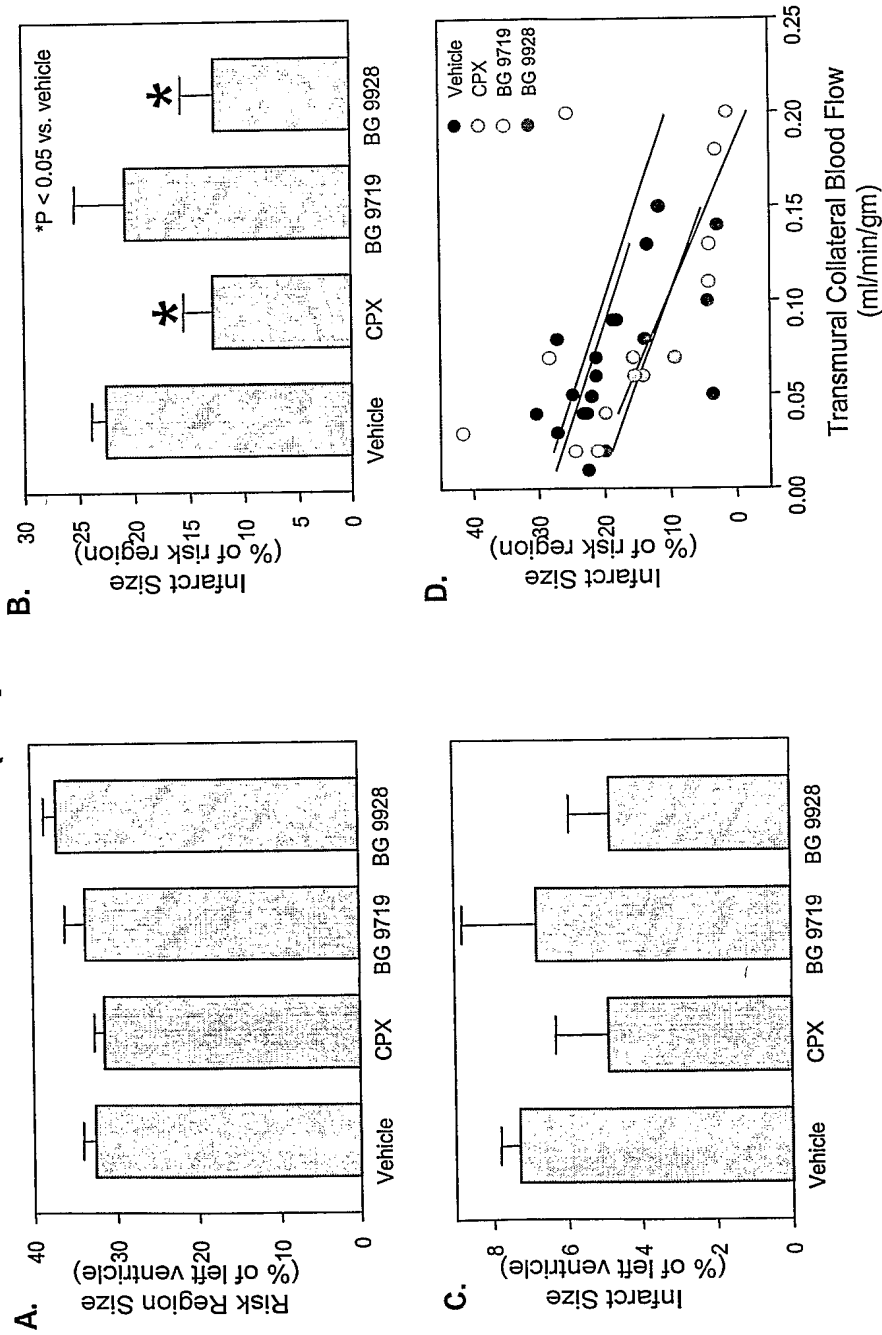 A.
Risk Region Size
(% of left ventricle)
40
30
20
10
0
Vehicle
CPX
BG 9719
BG 9928
B.
Infarct Size
(% of risk region)
30
25
20
15
10
5
0
*P < 0.05 vs. vehicle
*
*
Vehicle
CPX
BG 9719
BG 9928
C.
Infarct Size
(% of left ventricle)
8
6
4
2
0
Vehicle
CPX
BG 9719
BG 9928
D.
Infarct Size
(% of risk region)
40
30
20
10
0
Vehicle
CPX
BG 9719
BG 9928
0.00
0.05
0.10
0.15
0.20
0.25
Transmural Collateral Blood Flow
(ml/min/gm)